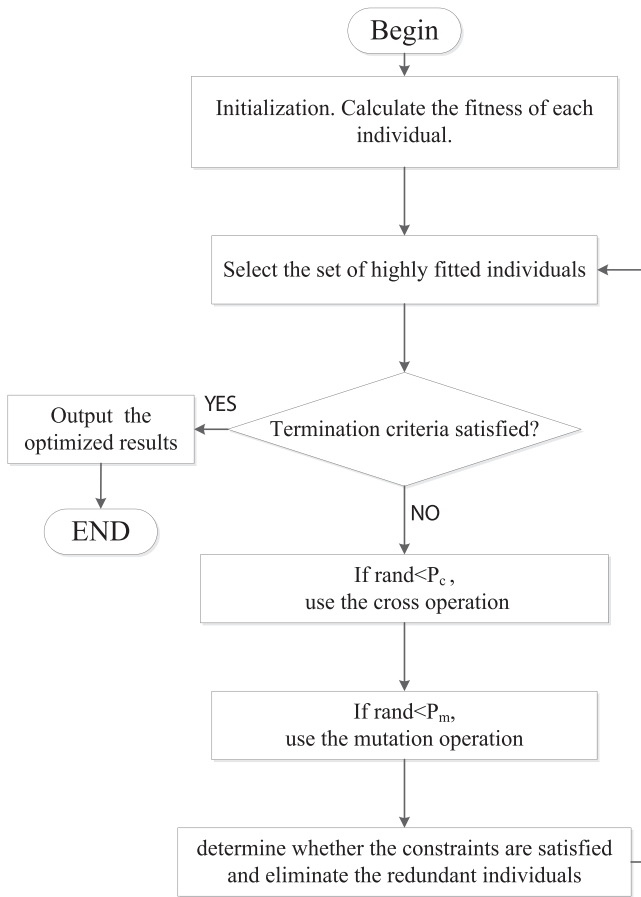 Begin
Initialization. Calculate the fitness of each
individual.
Select the set of highly fitted individuals
Termination criteria satisfied?
YES
Output the
optimized results
END
NO
If rand<Pc,
use the cross operation
If rand<Pm,
use the mutation operation
determine whether the constraints are satisfied
and eliminate the redundant individuals